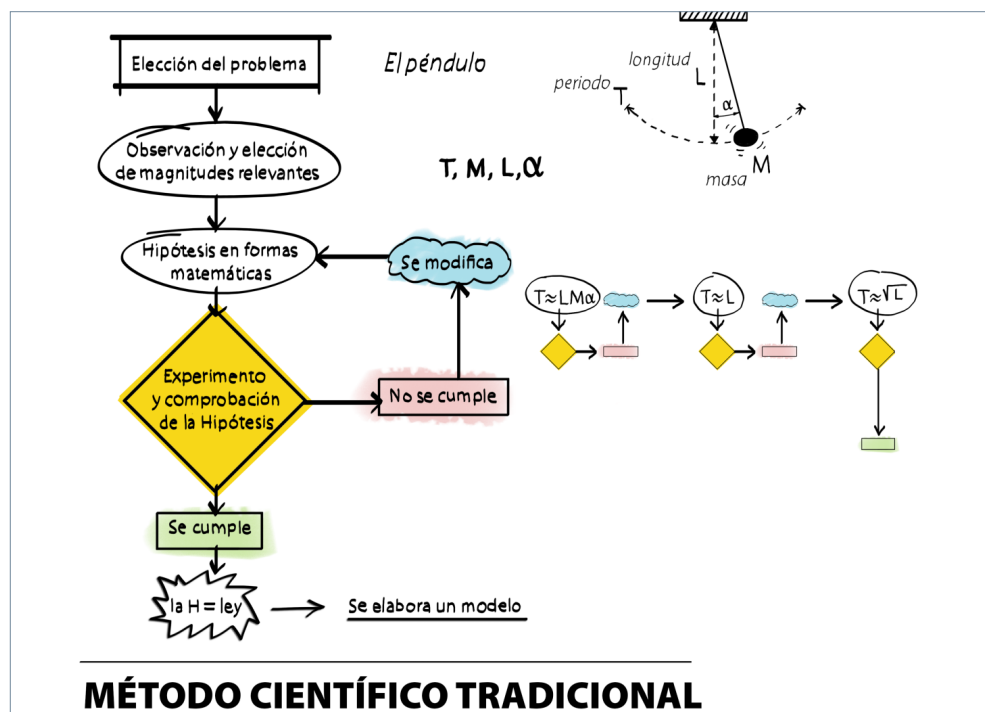 Elección del problema
El péndulo
longitud
L
periodo
T
α
M
masa
Observación y elección
de magnitudes relevantes
T, M, L, α
Hipótesis en formas
matemáticas
Se modifica
T≈LMα
T≈L
T≈√L
Experimento
y comprobación
de la Hipótesis
No se cumple
Se cumple
la H = ley
Se elabora un modelo
MÉTODO CIENTÍFICO TRADICIONAL